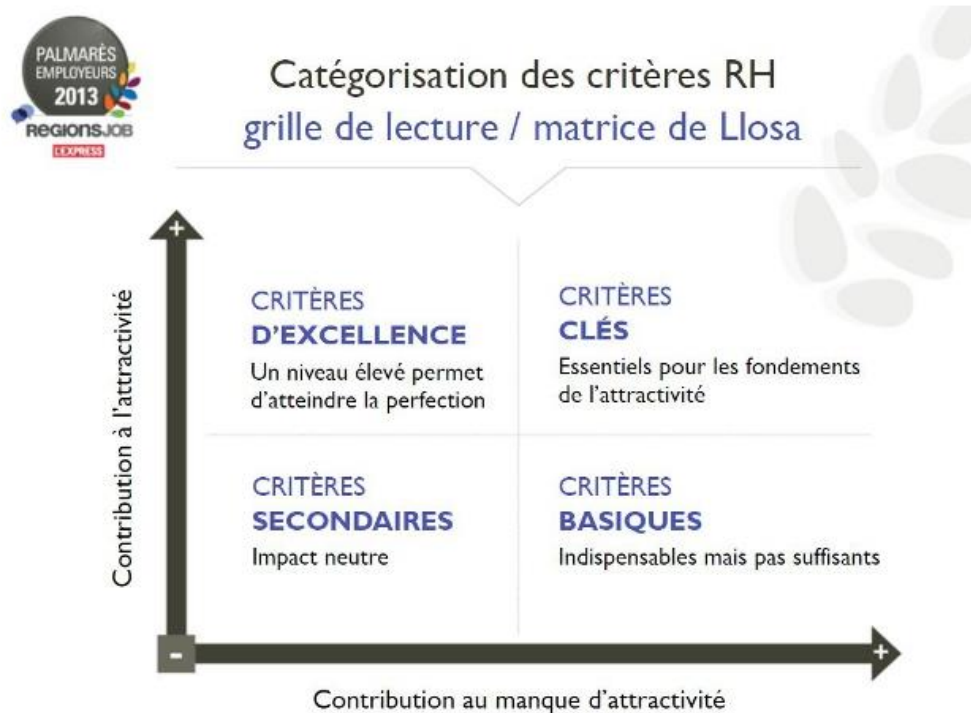 PALMARÈS
EMPLOYEURS
2013
REGIONSJOB
L'EXPRESS
Catégorisation des critères RH
grille de lecture / matrice de Llosa
+
Contribution à l'attractivité
CRITÈRES
D'EXCELLENCE
Un niveau élevé permet
d'atteindre la perfection
CRITÈRES
CLÉS
Essentiels pour les fondements
de l'attractivité
CRITÈRES
SECONDAIRES
Impact neutre
CRITÈRES
BASIQUES
Indispensables mais pas suffisants
-
+
Contribution au manque d'attractivité